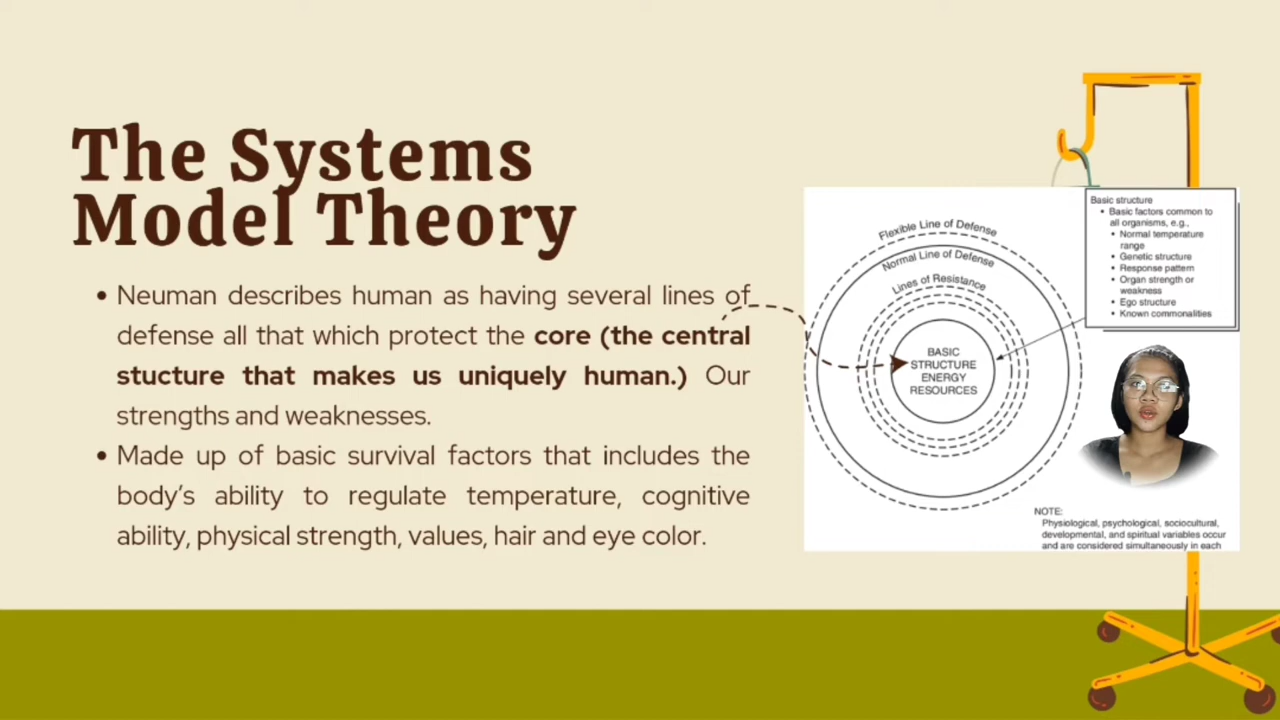 The Systems
Model Theory
• Neuman describes human as having several lines of
defense all that which protect the core (the central
stucture that makes us uniquely human.) Our
strengths and weaknesses.
• Made up of basic survival factors that includes the
body's ability to regulate temperature, cognitive
ability, physical strength, values, hair and eye color.
Flexible Line of Defense
Normal Line of Defense
Lines of Resistance
BASIC
STRUCTURE
ENERGY
RESOURCES
Basic structure
• Basic factors common to
all organisms, e.g.,
• Normal temperature
range
• Genetic structure
• Response pattern
• Organ strength or
weakness
• Ego structure
• Known commonalities
NOTE:
Physiological, psychological, sociocultural,
developmental, and spiritual variables occur
and are considered simultaneously in each